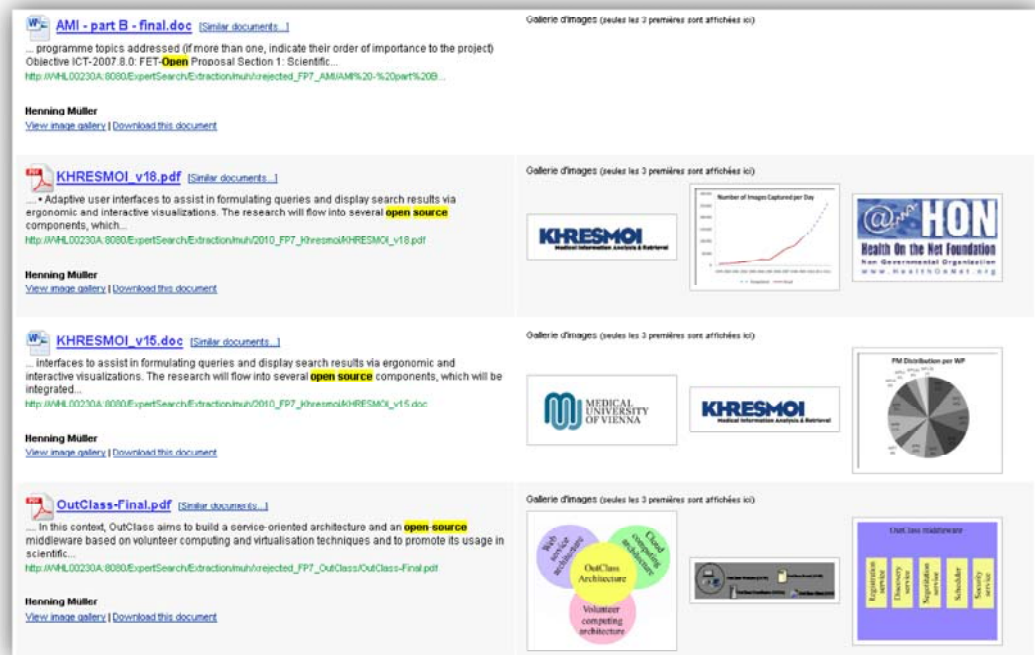 AMI - part B - final.doc [Similar documents...]
... programme topics addressed (if more than one, indicate their order of importance to the project)
Objective ICT-2007.8.0: FET-Open Proposal Section 1: Scientific...
http://WHL00230A:8080/ExpertSearch/Extraction/muh/xrejected_FP7_AMI/AMI%20-%20part%20B...
Henning Müller
View image gallery | Download this document
Gallerie d'images (seules les 3 premières sont affichées ici)
KHRESMOI_v18.pdf [Similar documents...]
.... • Adaptive user interfaces to assist in formulating queries and display search results via
ergonomic and interactive visualizations. The research will flow into several open source
components, which...
http://WHL00230A:8080/ExpertSearch/Extraction/muh/2010_FP7_Khresmoi/KHRESMOI_v18.pdf
Henning Müller
View image gallery | Download this document
Gallerie d'images (seules les 3 premières sont affichées ici)
KHRESMOI
Medical Information Analysis & Retrieval
Number of Images Captured per Day
HON
Health On the Net Foundation
Non Governmental Organization
www.HealthOnNet.org
KHRESMOI_v15.doc [Similar documents...]
... interfaces to assist in formulating queries and display search results via ergonomic and
interactive visualizations. The research will flow into several open source components, which will be
integrated...
http://WHL00230A:8080/ExpertSearch/Extraction/muh/2010_FP7_Khresmoi/KHRESMOI_v15.doc
Henning Müller
View image gallery | Download this document
Gallerie d'images (seules les 3 premières sont affichées ici)
MEDICAL
UNIVERSITY
OF VIENNA
KHRESMOI
Medical Information Analysis & Retrieval
PM Distribution per WP
OutClass-Final.pdf [Similar documents...]
.... In this context, OutClass aims to build a service-oriented architecture and an open-source
middleware based on volunteer computing and virtualisation techniques and to promote its usage in
scientific...
http://WHL00230A:8080/ExpertSearch/Extraction/muh/xrejected_FP7_OutClass/OutClass-Final.pdf
Henning Müller
View image gallery | Download this document
Gallerie d'images (seules les 3 premières sont affichées ici)
Web
service
architecture
Cloud
computing
architecture
OutClass
Architecture
Volunteer
computing
architecture
OutClass middleware
Registration
service
Discovery
service
Negotiation
service
Scheduler
Security
service